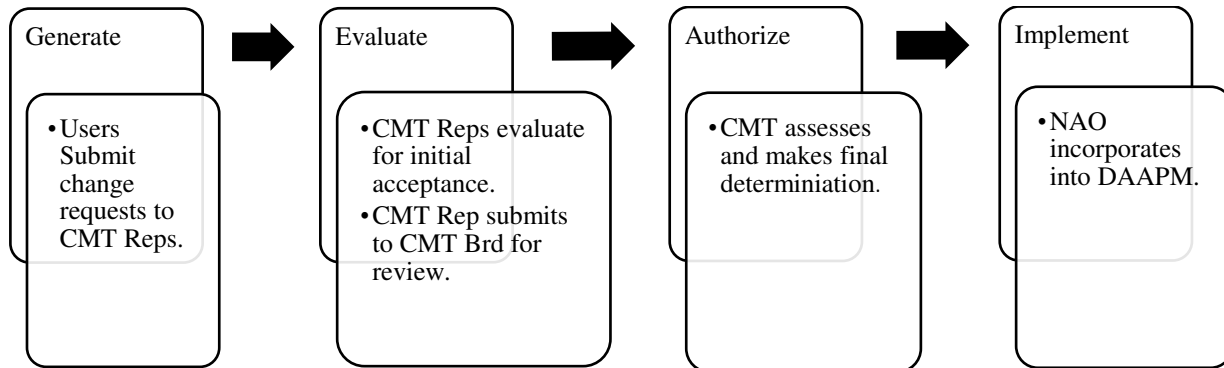 Generate
•Users
Submit
change
requests to
CMT Reps.
Evaluate
•CMT Reps evaluate
for initial
acceptance.
•CMT Rep submits
to CMT Brd for
review.
Authorize
•CMT assesses
and makes final
determiniation.
Implement
•NAO
incorporates
into DAAPM.